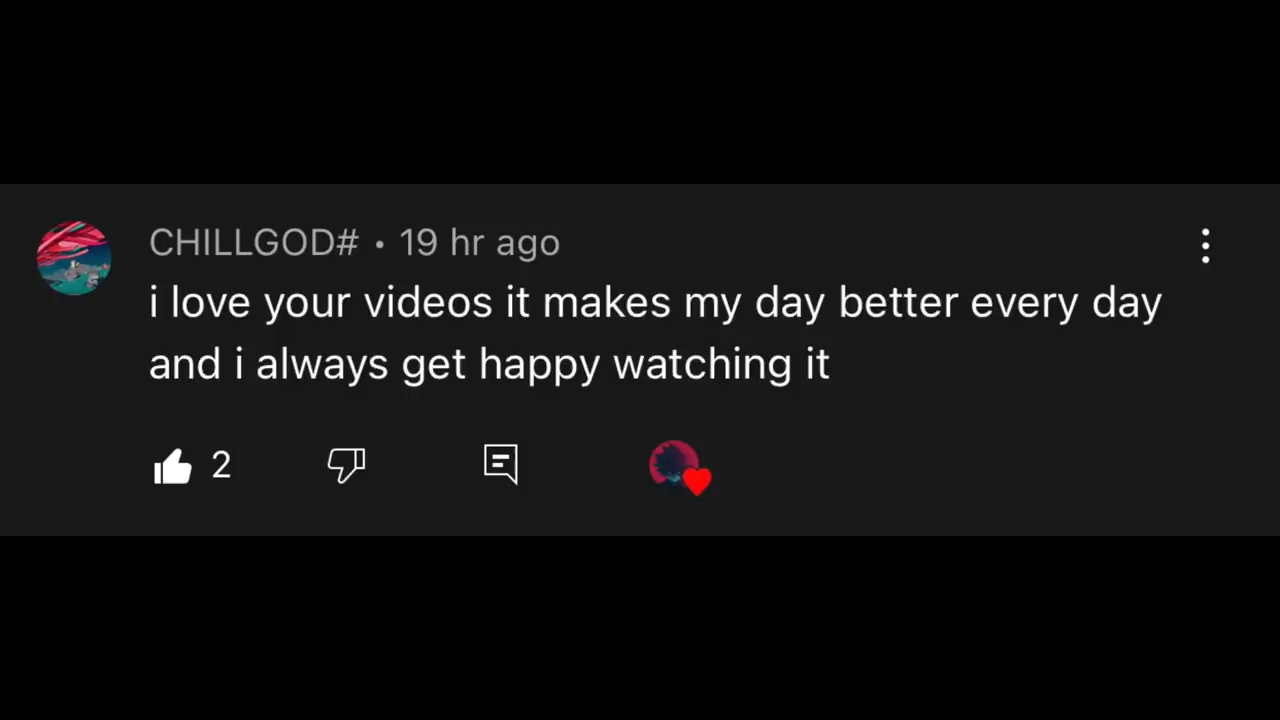 CHILLGOD# • 19 hr ago
i love your videos it makes my day better every day
and i always get happy watching it
2